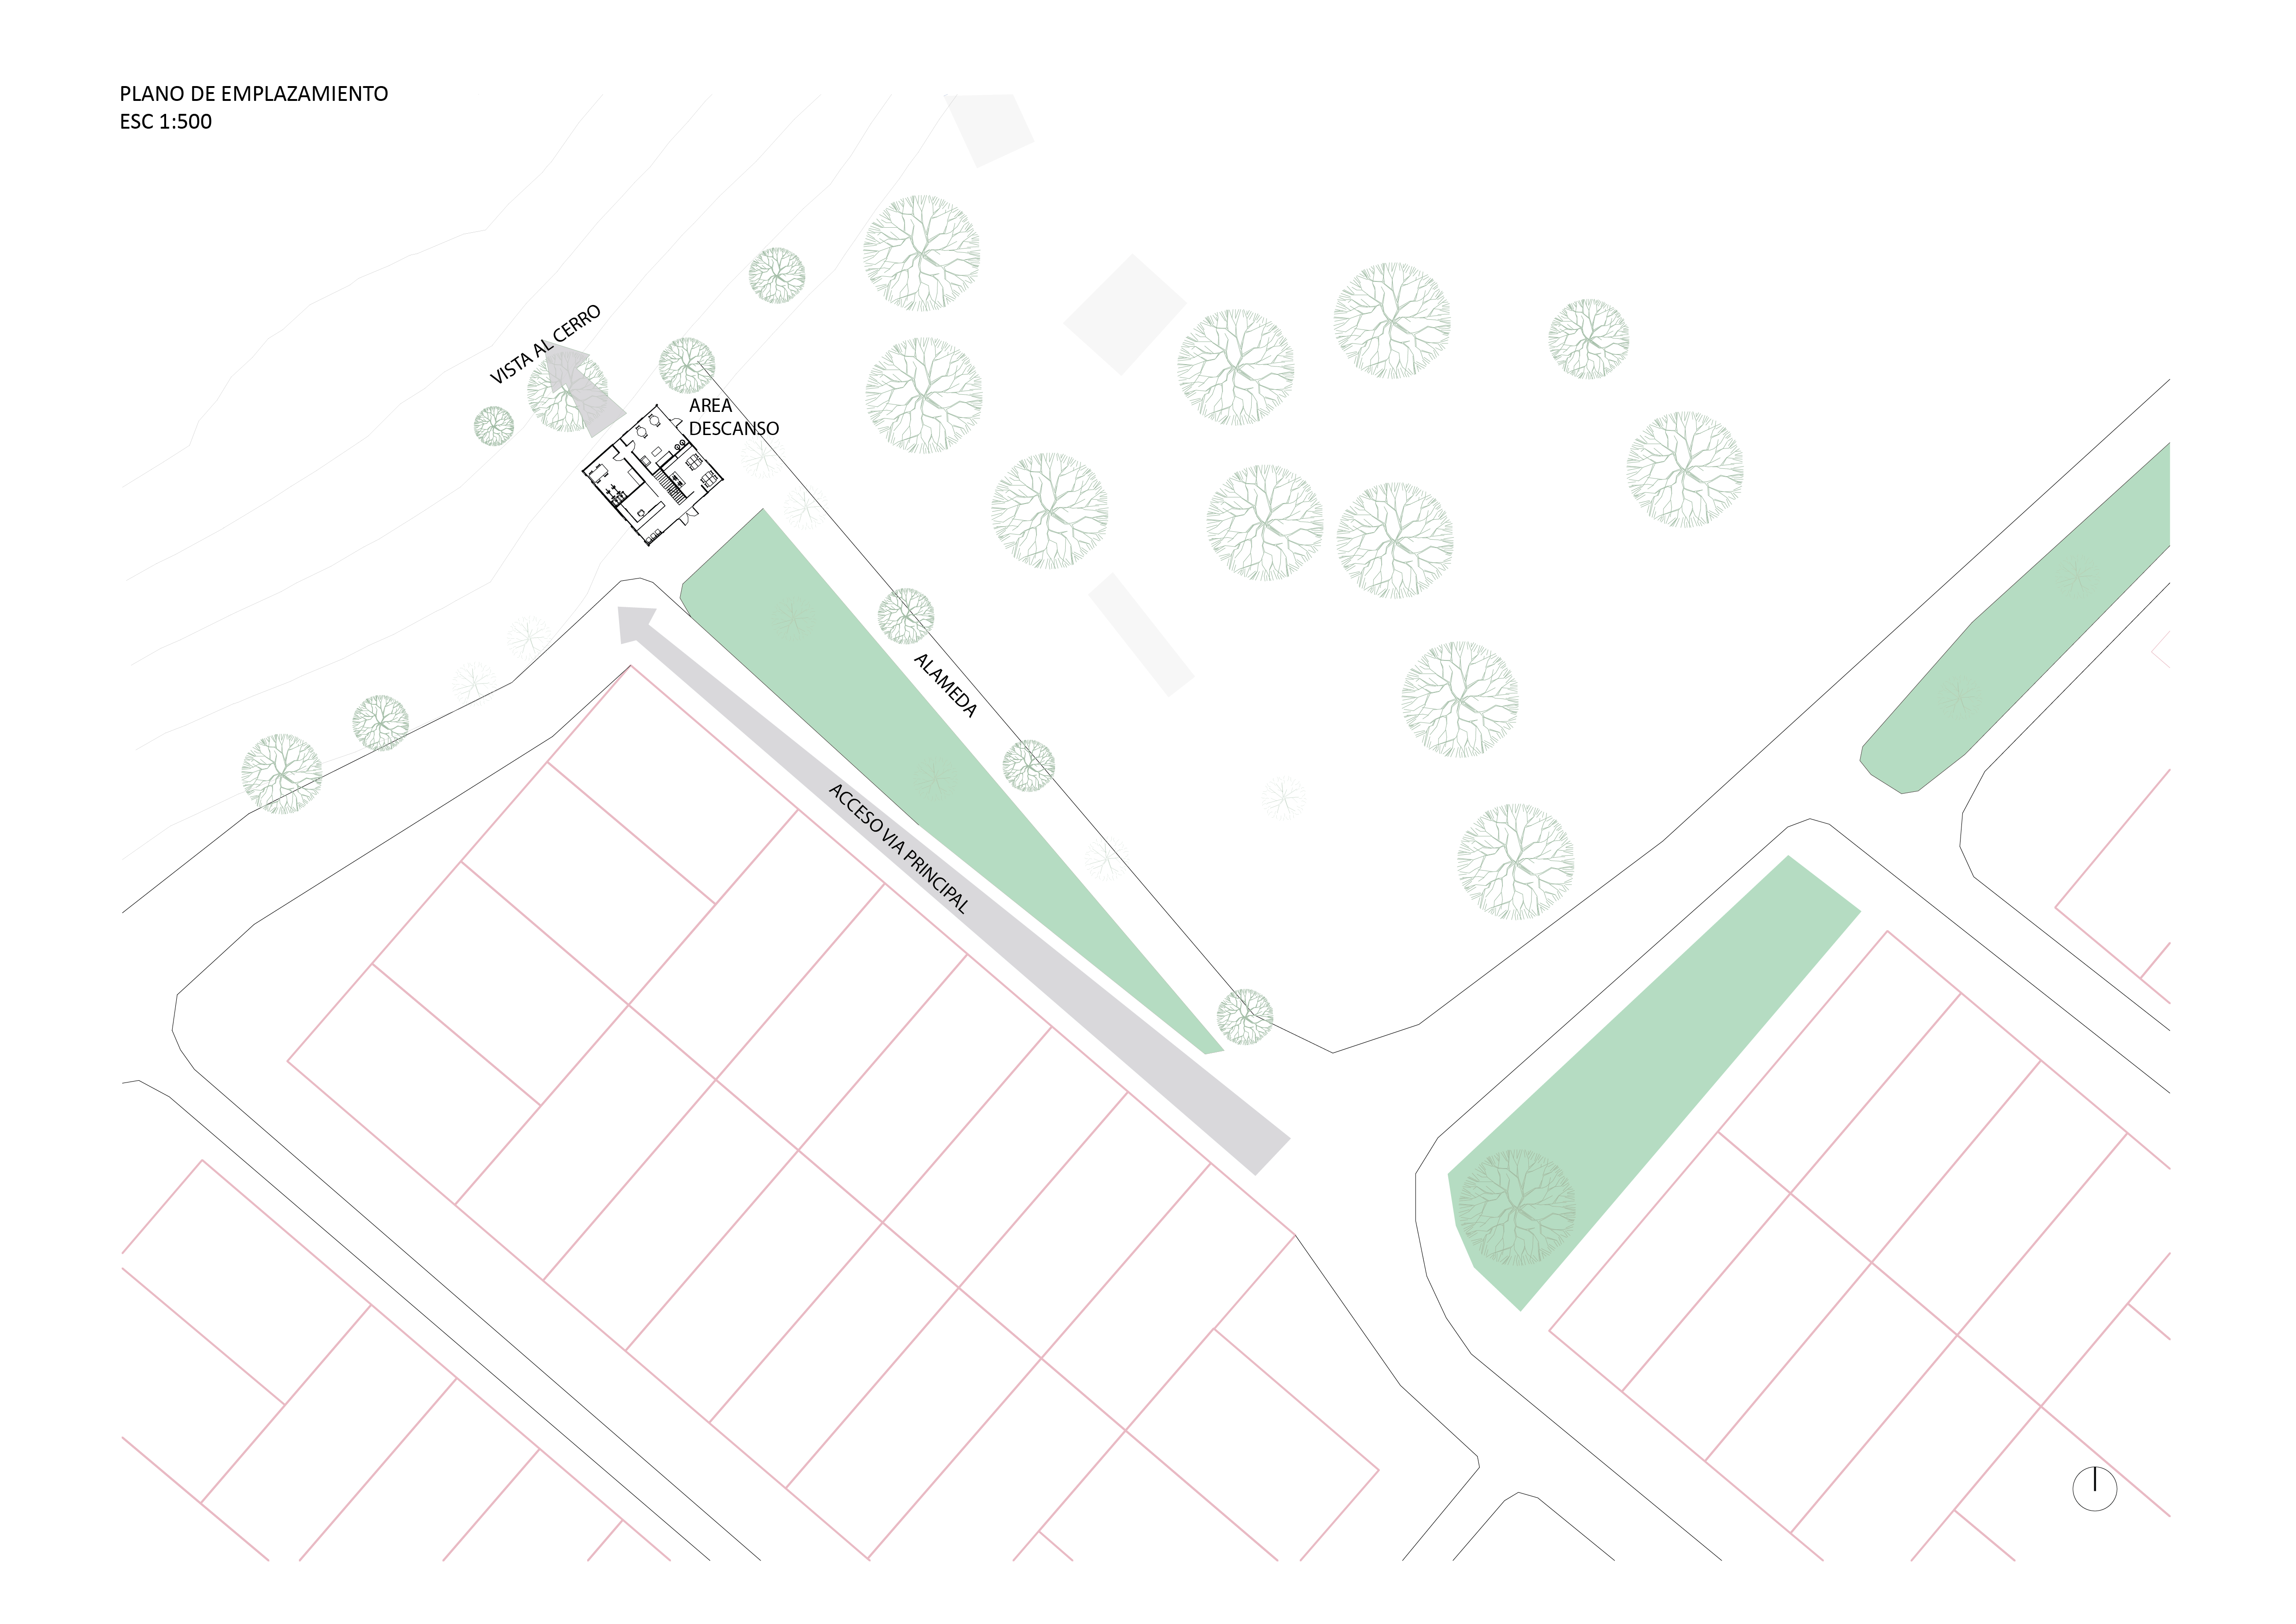 PLANO DE EMPLAZAMIENTO
ESC 1:500
VISTA AL CERRO
AREA
DESCANSO
ALAMEDA
ACCESO VIA PRINCIPAL